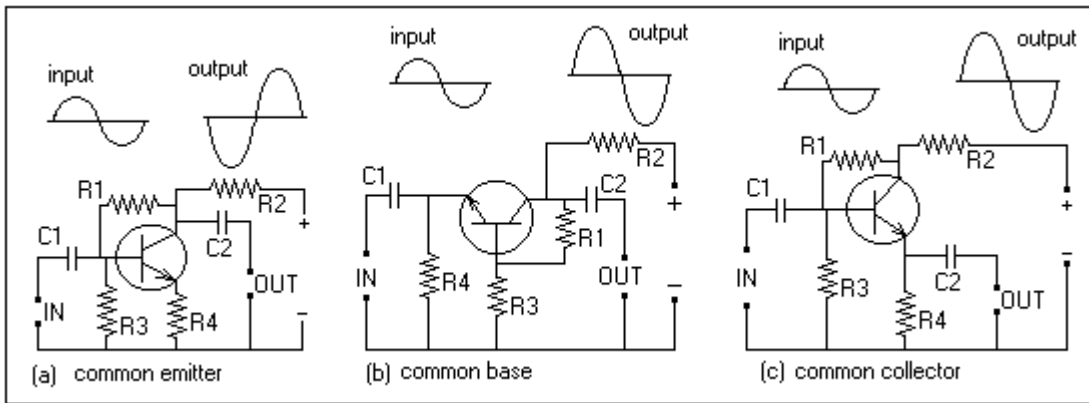 input
output
R1
R2
C1
C2
+
IN
OUT
R3
R4
−
(a) common emitter
input
output
R2
C1
C2
R1
+
IN
R4
R3
OUT
−
(b) common base
input
output
R1
R2
C1
+
IN
R3
C2
R4
OUT
−
(c) common collector